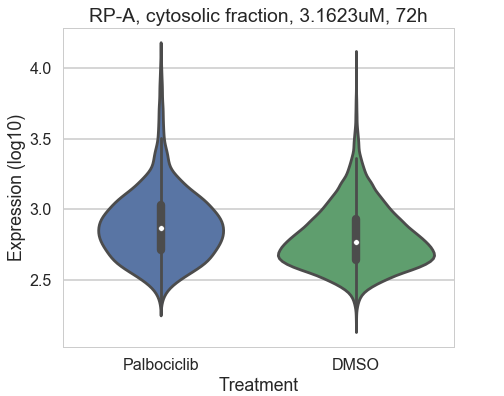 RP-A, cytosolic fraction, 3.1623uM, 72h
Expression (log10)
4.0
3.5
3.0
2.5
Palbociclib
DMSO
Treatment